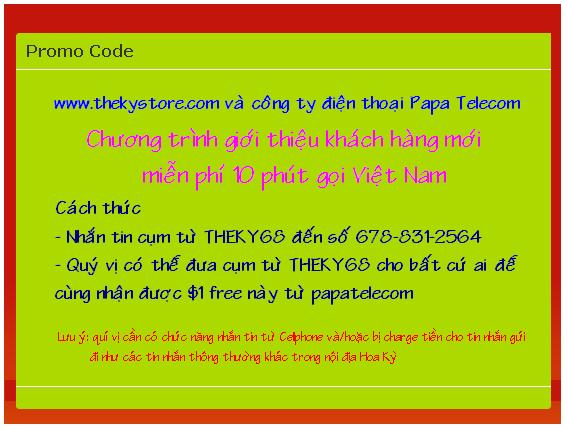 Promo Code
www.thekystore.com và công ty điện thoại Papa Telecom
Chương trình giới thiệu khách hàng mới
miễn phí 10 phút gọi Việt Nam
Cách thức
- Nhắn tin cụm từ THEKY68 đến số 678-831-2564
- Quý vị có thể đưa cụm từ THEKY68 cho bất cứ ai để
cùng nhận được $1 free này từ papatelecom
Lưu ý: quí vị cần có chức năng nhắn tin từ Cellphone và/hoặc bị charge tiền cho tin nhắn gửi
đi như các tin nhắn thông thường khác trong nội địa Hoa Kỳ